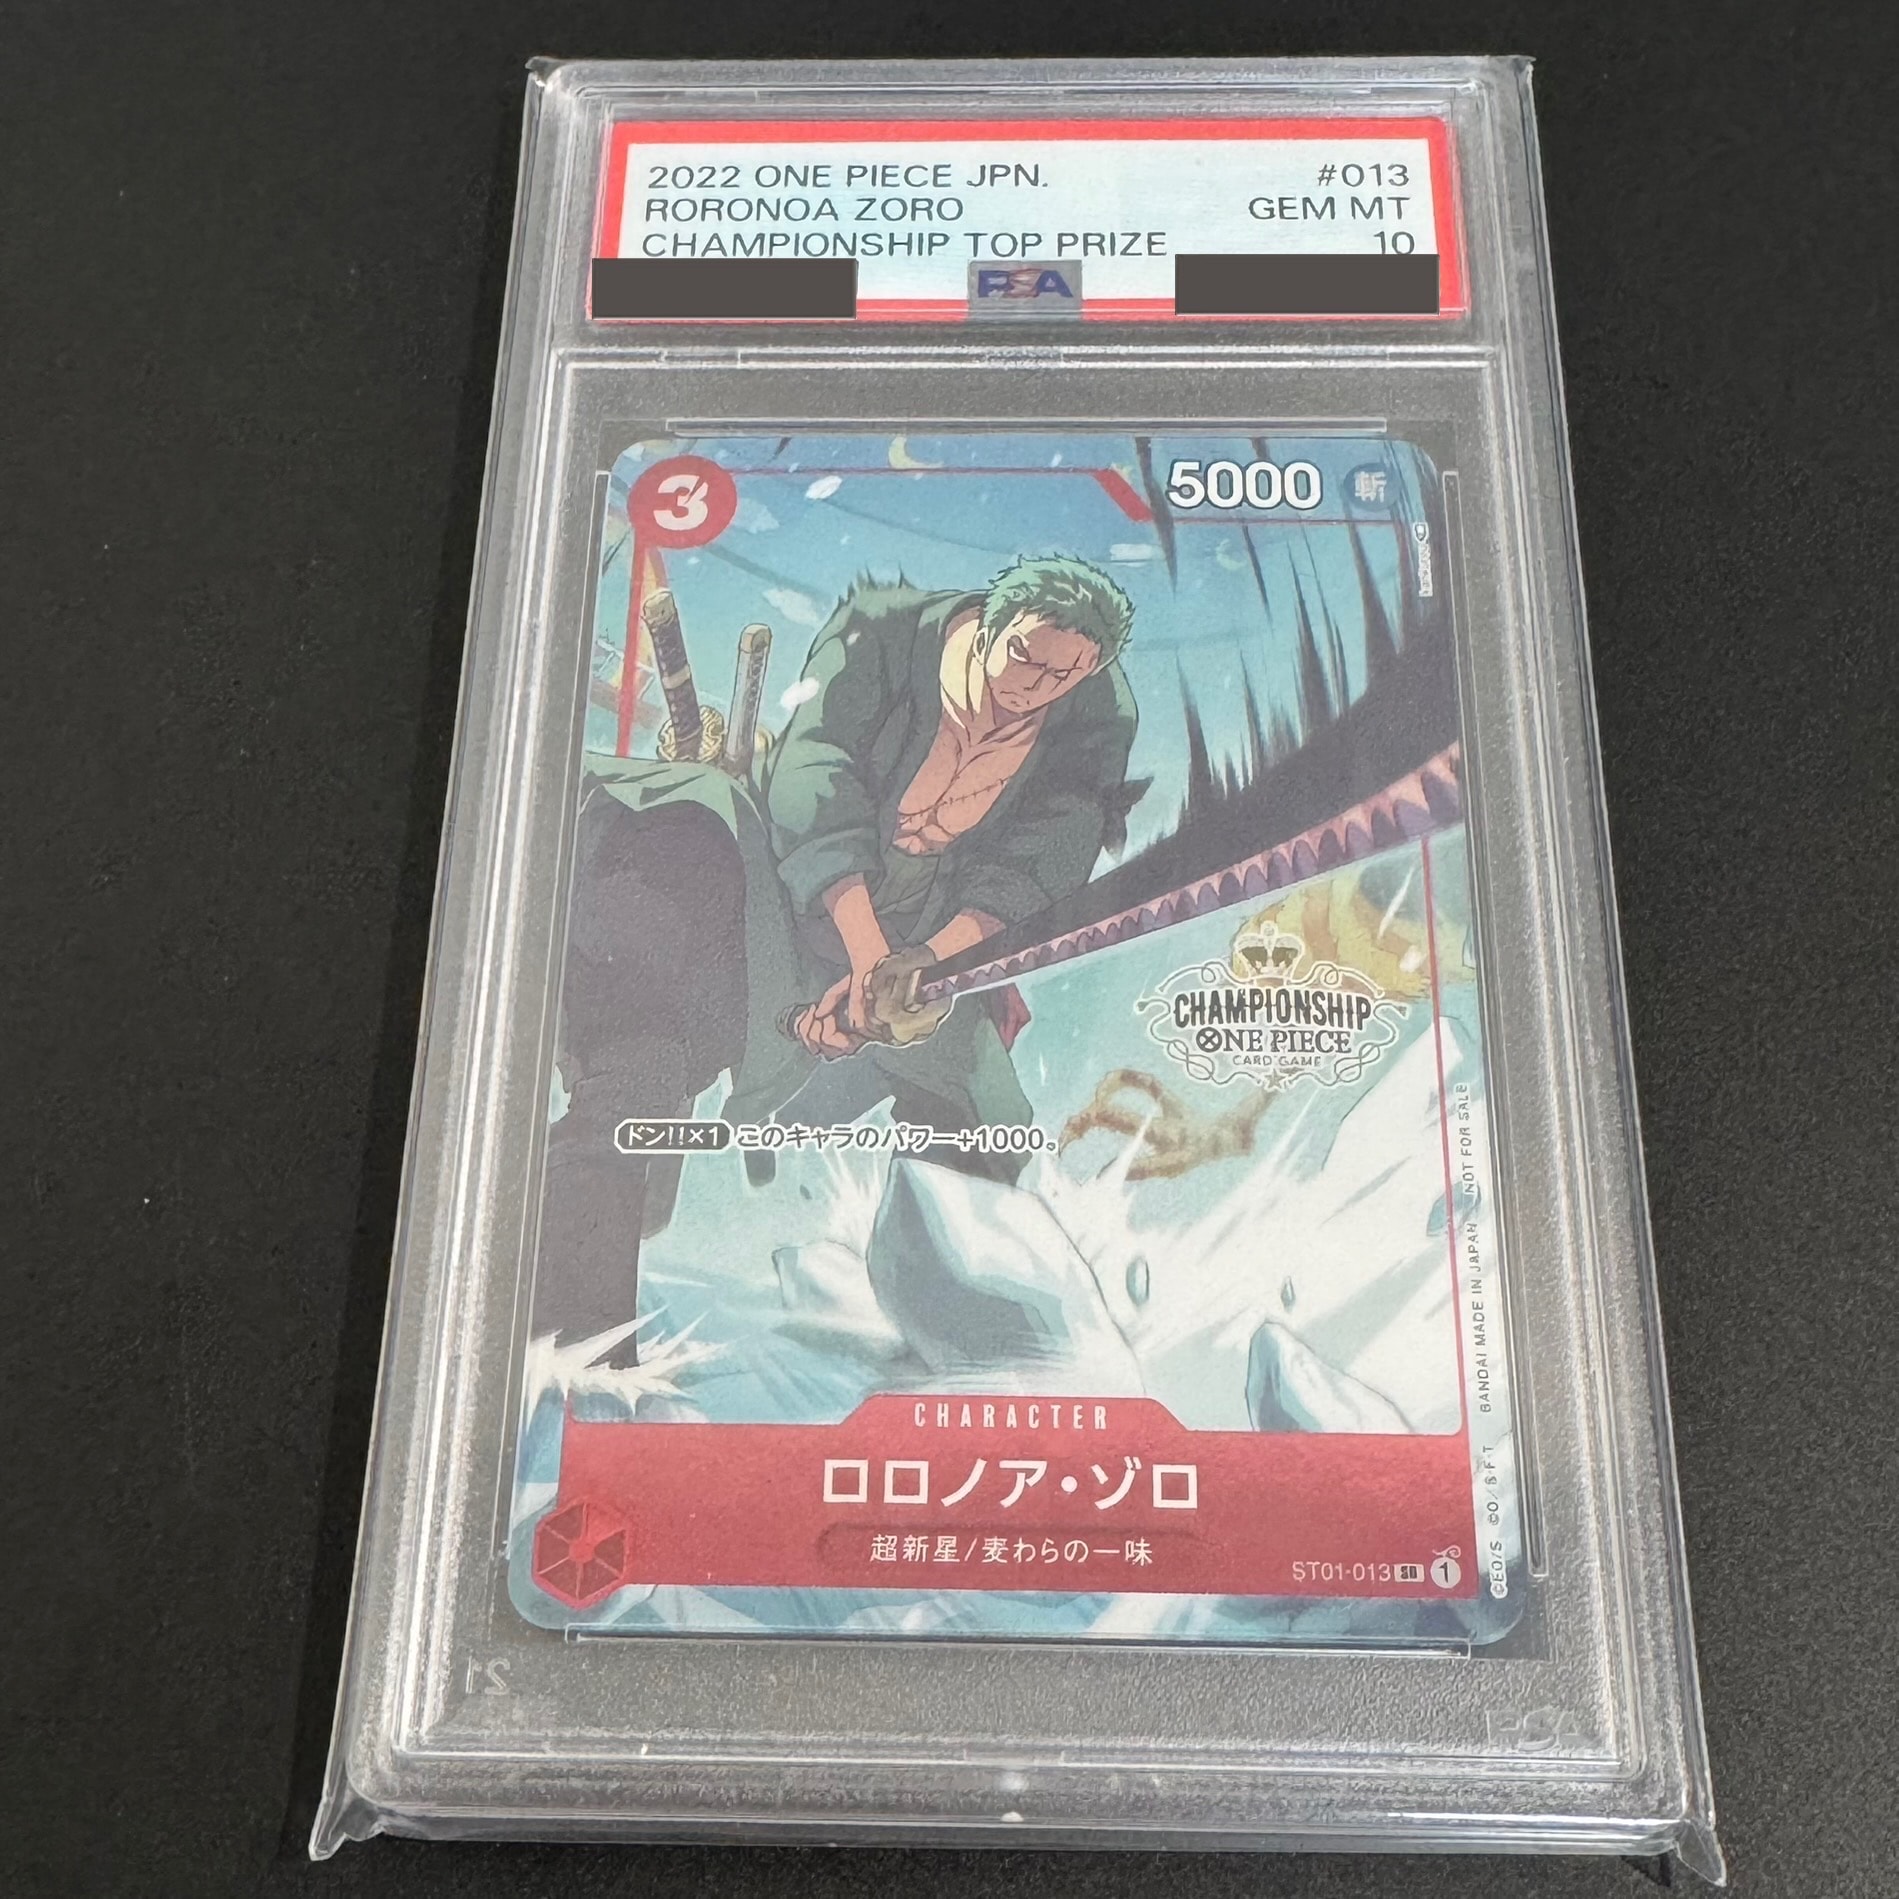 2022 ONE PIECE JPN. #013
RORONOA ZORO GEM MT
CHAMPIONSHIP TOP PRIZE 10
PSA
3
5000 斬
CHAMPIONSHIP
ONE PIECE
CARD GAME
ドン!!×1 このキャラのパワー+1000。
BANDAI MADE IN JAPAN NOT FOR SALE
CHARACTER
ロロノア・ゾロ
超新星/麦わらの一味
ST01-013 1
21
PSA